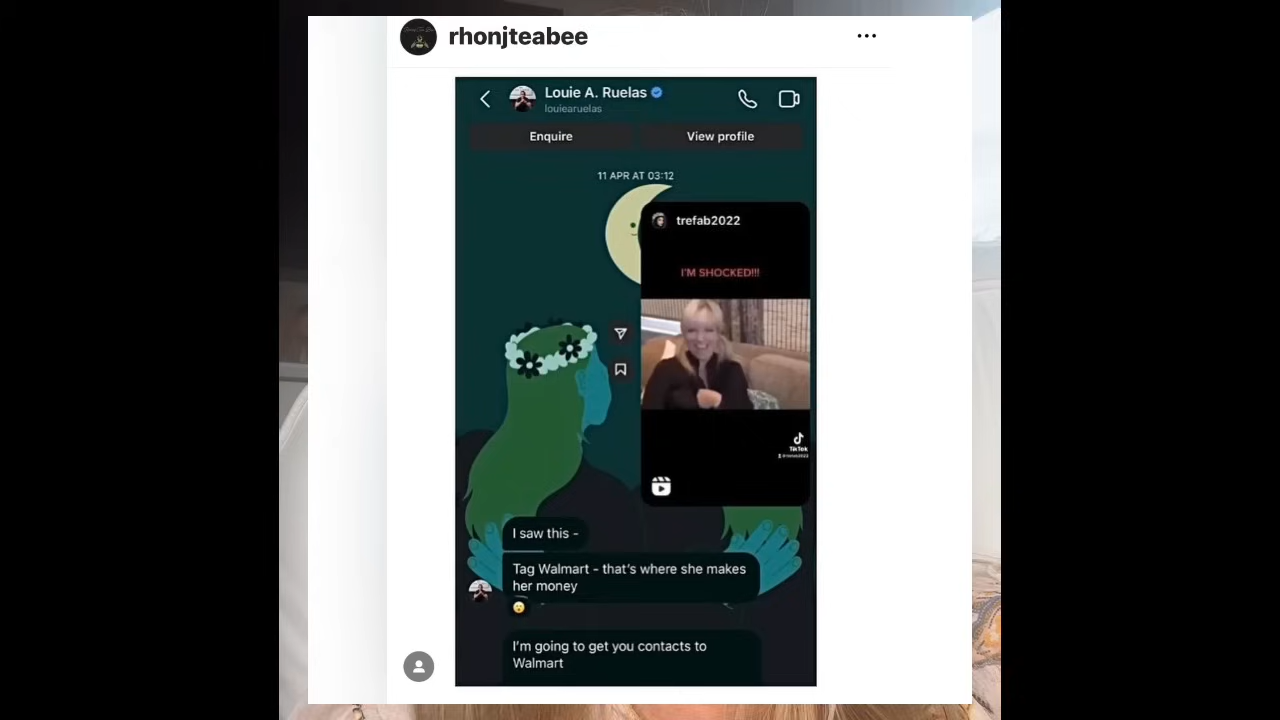 rhonjteabee
Louie A. Ruelas
louiearuelas
Enquire
View profile
11 APR AT 03:12
trefab2022
I'M SHOCKED!!!
TikTok
I saw this -
Tag Walmart - that's where she makes
her money
I'm going to get you contacts to
Walmart